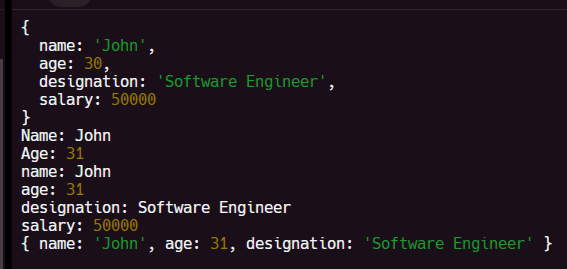 {
  name: 'John',
  age: 30,
  designation: 'Software Engineer',
  salary: 50000
}
Name: John
Age: 31
name: John
age: 31
designation: Software Engineer
salary: 50000
{ name: 'John', age: 31, designation: 'Software Engineer' }